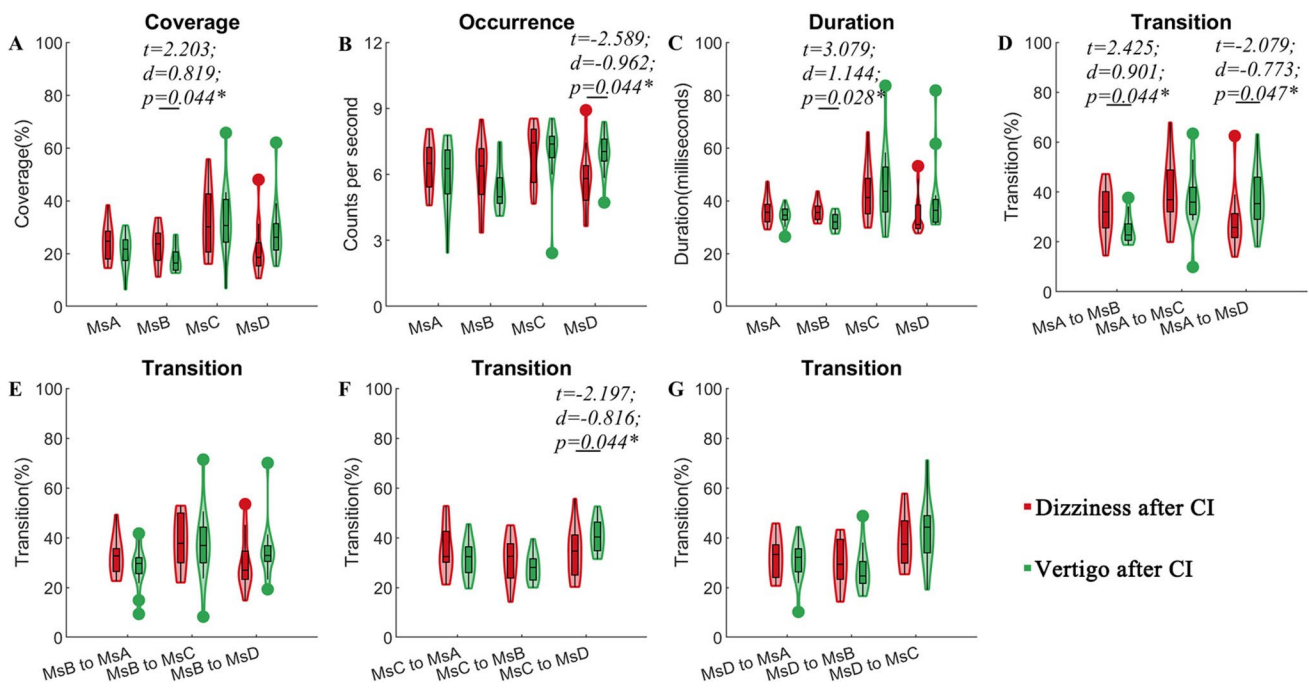 Coverage
A
100
80
60
40
20
0
Coverage(%)
t=2.203;
d=0.819;
p=0.044*
MsA
MsB
MsC
MsD
Occurrence
B
12
9
6
3
0
Counts per second
t=-2.589;
d=-0.962;
p=0.044*
MsA
MsB
MsC
MsD
Duration
C
100
80
60
40
20
0
Duration(milliseconds)
t=3.079;
d=1.144;
p=0.028*
MsA
MsB
MsC
MsD
Transition
D
100
80
60
40
20
0
Transition(%)
t=2.425;
d=0.901;
p=0.044*
t=-2.079;
d=-0.773;
p=0.047*
MsA to MsB
MsA to MsC
MsA to MsD
Transition
E
100
80
60
40
20
0
Transition(%)
MsB to MsA
MsB to MsC
MsB to MsD
Transition
F
100
80
60
40
20
0
Transition(%)
t=-2.197;
d=-0.816;
p=0.044*
MsC to MsA
MsC to MsB
MsC to MsD
Transition
G
100
80
60
40
20
0
Transition(%)
MsD to MsA
MsD to MsB
MsD to MsC
Dizziness after CI
Vertigo after CI